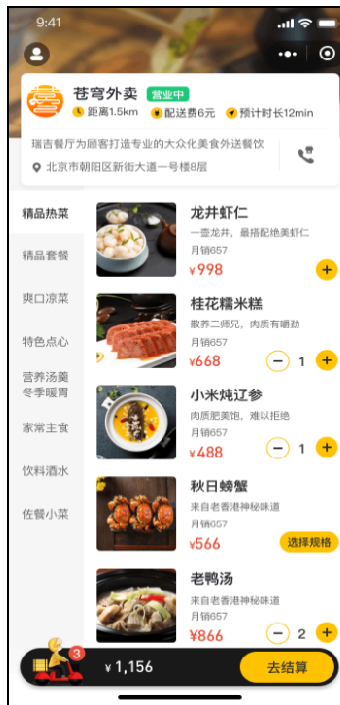 9:41
苍穹外卖 营业中
距离1.5km 配送费6元 预计时长12min
瑞吉餐厅为顾客打造专业的大众化美食外送餐饮
北京市朝阳区新街大道一号楼8层
精品热菜
精品套餐
爽口凉菜
特色点心
营养汤羹
冬季暖胃
家常主食
饮料酒水
佐餐小菜
龙井虾仁
一壶龙井，最搭配绝美虾仁
月销657
¥998
桂花糯米糕
散养二师兄，肉质有嚼劲
月销657
¥668
1
小米炖辽参
肉质肥美饱，难以拒绝
月销657
¥488
1
秋日螃蟹
来自老香港神秘味道
月销657
¥566
选择规格
老鸭汤
来自老香港神秘味道
月销657
¥866
2
3
¥ 1,156
去结算